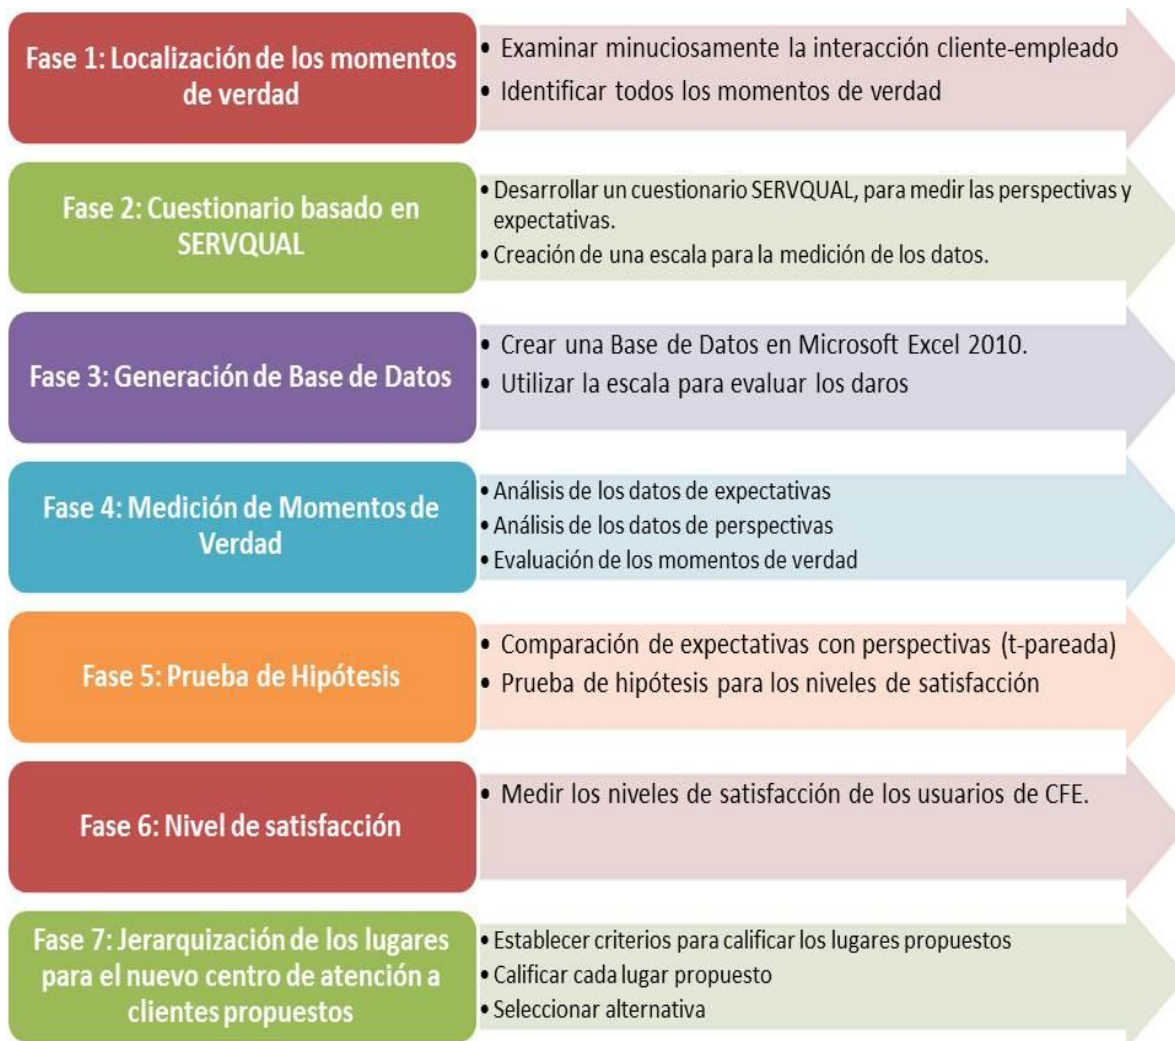 Fase 1: Localización de los momentos
de verdad
• Examinar minuciosamente la interacción cliente-empleado
• Identificar todos los momentos de verdad
Fase 2: Cuestionario basado en
SERVQUAL
• Desarrollar un cuestionario SERVQUAL, para medir las perspectivas y
expectativas.
• Creación de una escala para la medición de los datos.
Fase 3: Generación de Base de Datos
• Crear una Base de Datos en Microsoft Excel 2010.
• Utilizar la escala para evaluar los daros
Fase 4: Medición de Momentos de
Verdad
• Análisis de los datos de expectativas
• Análisis de los datos de perspectivas
• Evaluación de los momentos de verdad
Fase 5: Prueba de Hipótesis
• Comparación de expectativas con perspectivas (t-pareada)
• Prueba de hipótesis para los niveles de satisfacción
Fase 6: Nivel de satisfacción
• Medir los niveles de satisfacción de los usuarios de CFE.
Fase 7: Jerarquización de los lugares
para el nuevo centro de atención a
clientes propuestos
• Establecer criterios para calificar los lugares propuestos
• Calificar cada lugar propuesto
• Seleccionar alternativa